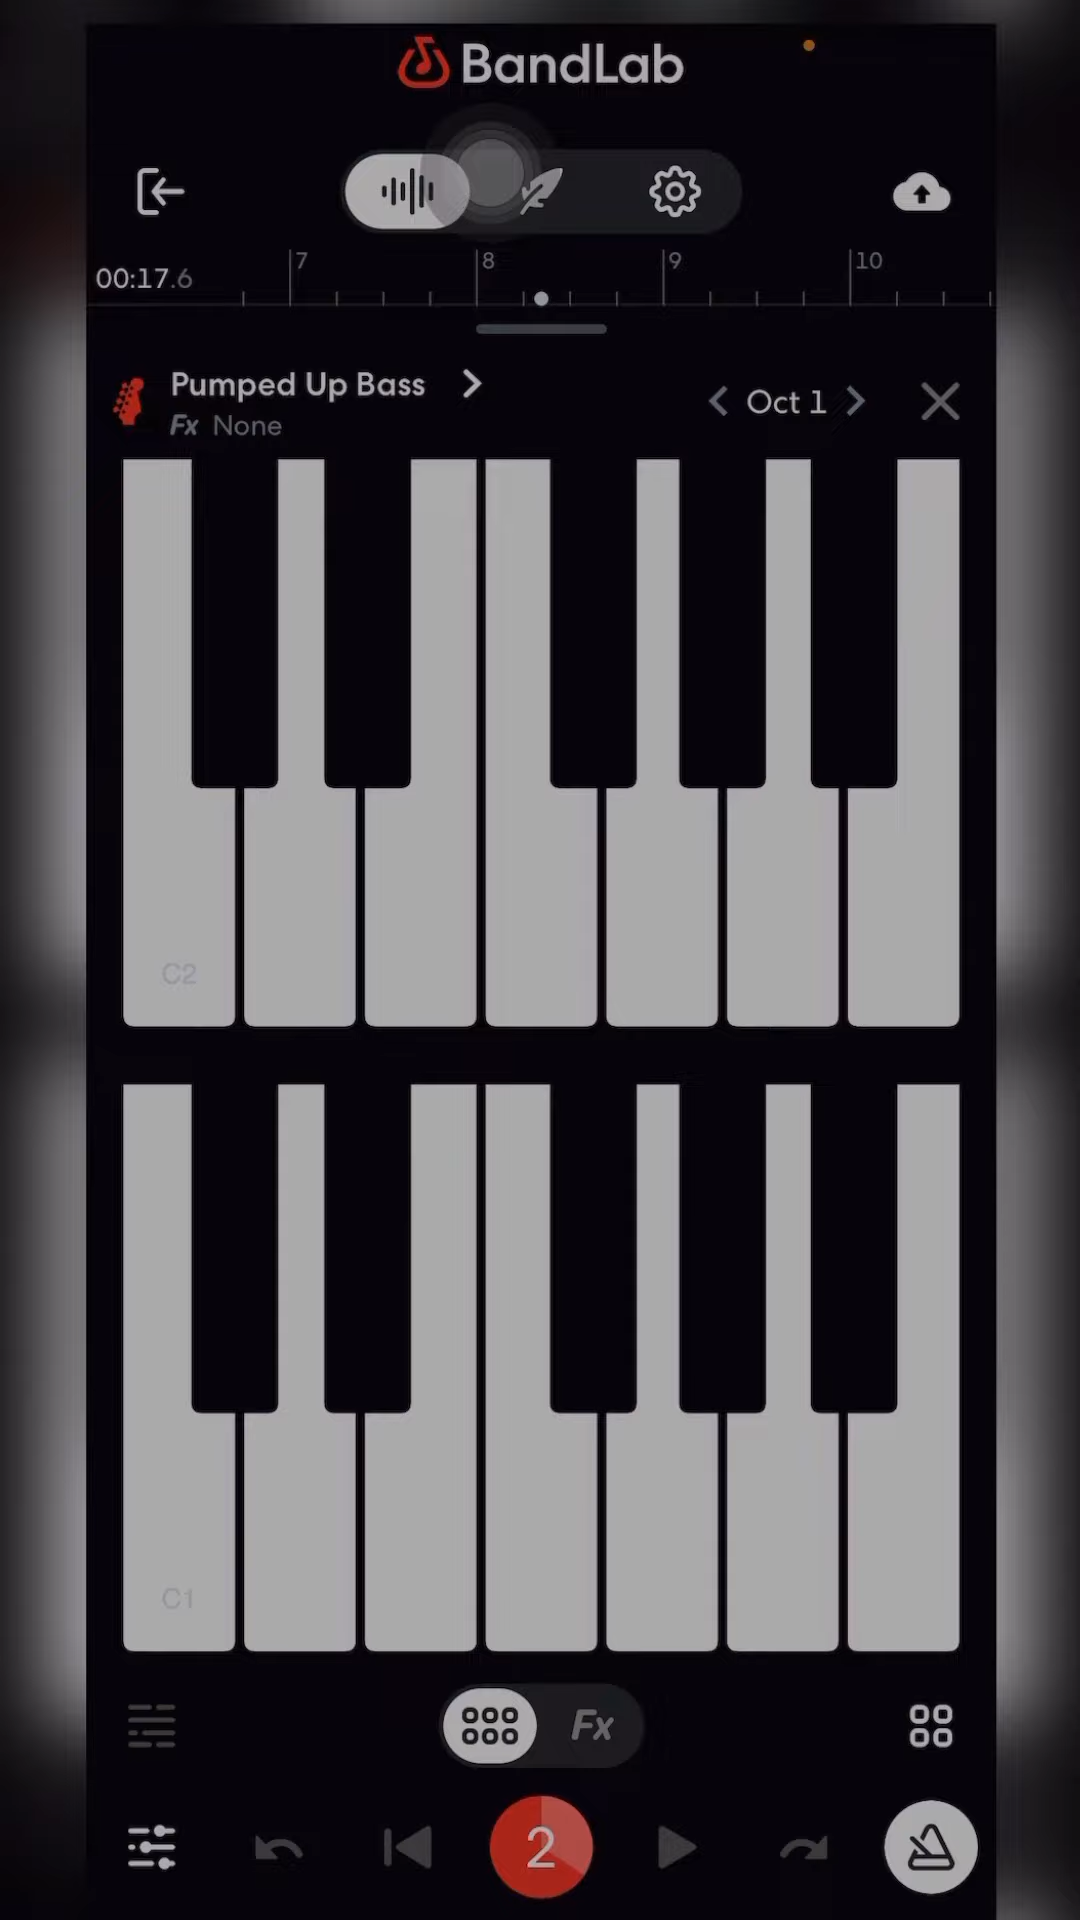 BandLab
00:17.6
7
8
9
10
Pumped Up Bass
Fx None
Oct 1
C2
C1
Fx
2